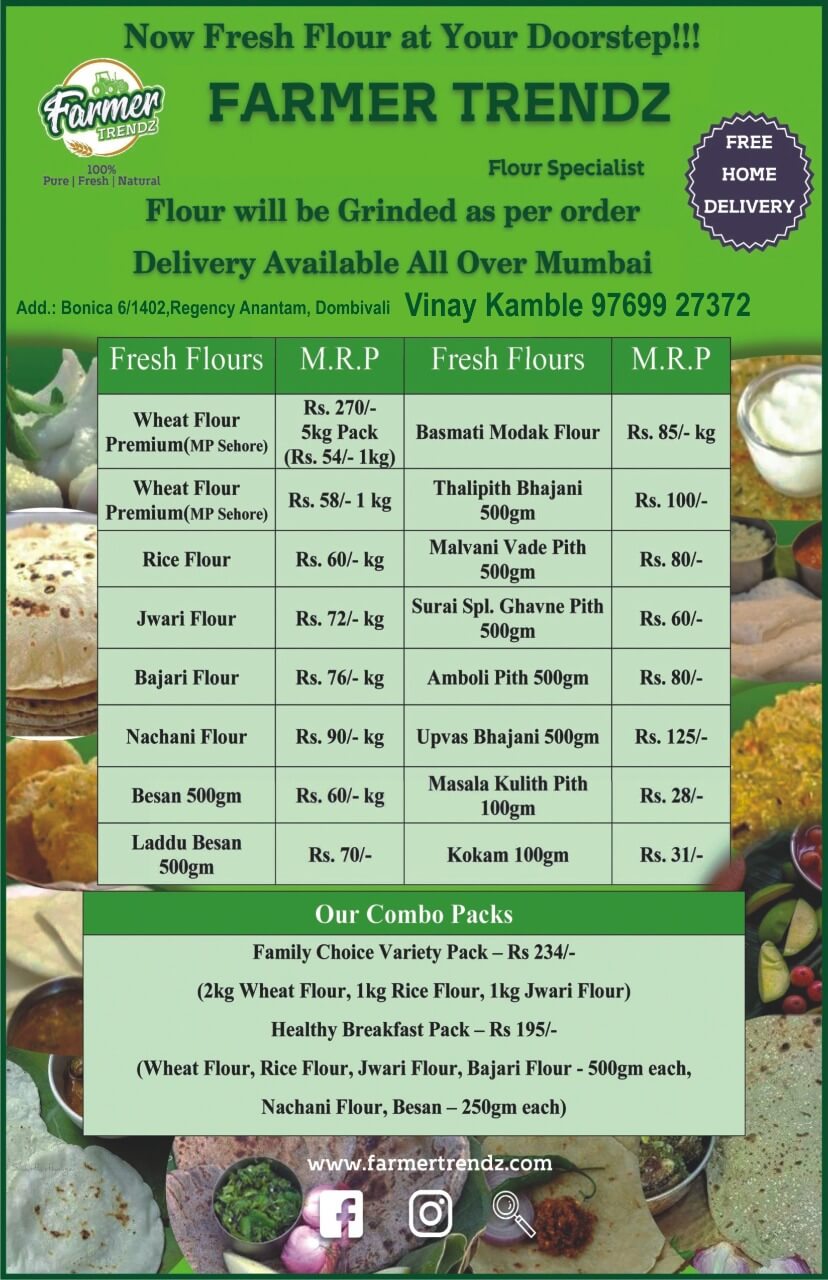 Now Fresh Flour at Your Doorstep!!!
Farmer
TRENDZ
100%
Pure | Fresh | Natural
FARMER TRENDZ
Flour Specialist
FREE
HOME
DELIVERY
Flour will be Grinded as per order
Delivery Available All Over Mumbai
Add.: Bonica 6/1402,Regency Anantam, Dombivali Vinay Kamble 97699 27372
Fresh Flours M.R.P Fresh Flours M.R.P
Wheat Flour
Premium(MP Sehore)
Rs. 270/-
5kg Pack
(Rs. 54/- 1kg)
Basmati Modak Flour
Rs. 85/- kg
Wheat Flour
Premium(MP Sehore)
Rs. 58/- 1 kg
Thalipith Bhajani
500gm
Rs. 100/-
Rice Flour
Rs. 60/- kg
Malvani Vade Pith
500gm
Rs. 80/-
Jwari Flour
Rs. 72/- kg
Surai Spl. Ghavne Pith
500gm
Rs. 60/-
Bajari Flour
Rs. 76/- kg
Amboli Pith 500gm
Rs. 80/-
Nachani Flour
Rs. 90/- kg
Upvas Bhajani 500gm
Rs. 125/-
Besan 500gm
Rs. 60/- kg
Masala Kulith Pith
100gm
Rs. 28/-
Laddu Besan
500gm
Rs. 70/-
Kokam 100gm
Rs. 31/-
Our Combo Packs
Family Choice Variety Pack – Rs 234/-
(2kg Wheat Flour, 1kg Rice Flour, 1kg Jwari Flour)
Healthy Breakfast Pack – Rs 195/-
(Wheat Flour, Rice Flour, Jwari Flour, Bajari Flour - 500gm each,
Nachani Flour, Besan – 250gm each)
www.farmertrendz.com